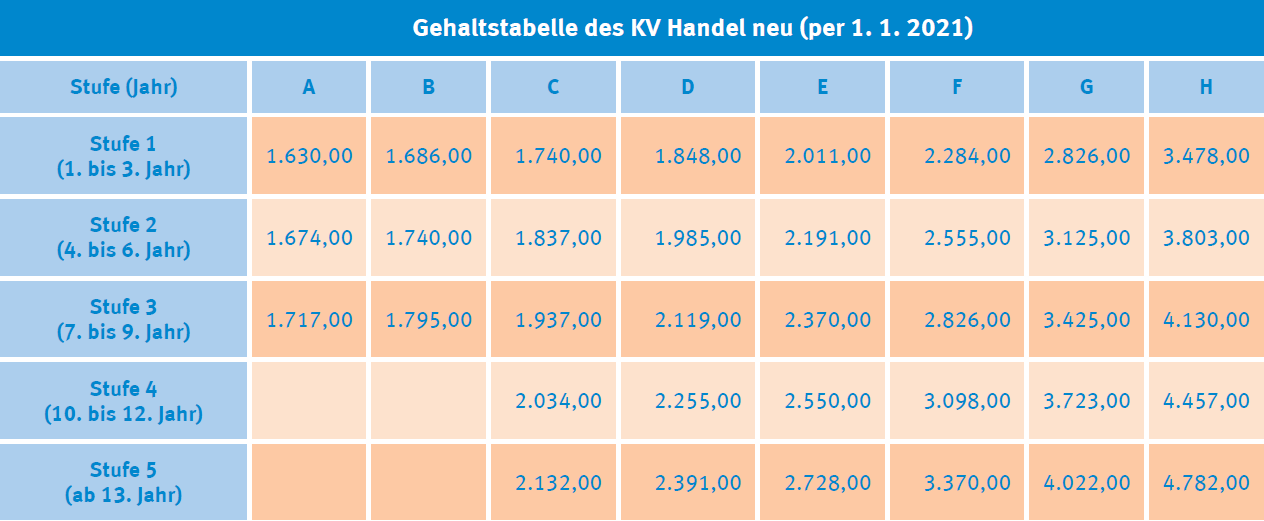 Gehaltstabelle des KV Handel neu (per 1. 1. 2021)
Stufe (Jahr) A B C D E F G H
Stufe 1
(1. bis 3. Jahr) 1.630,00 1.686,00 1.740,00 1.848,00 2.011,00 2.284,00 2.826,00 3.478,00
Stufe 2
(4. bis 6. Jahr) 1.674,00 1.740,00 1.837,00 1.985,00 2.191,00 2.555,00 3.125,00 3.803,00
Stufe 3
(7. bis 9. Jahr) 1.717,00 1.795,00 1.937,00 2.119,00 2.370,00 2.826,00 3.425,00 4.130,00
Stufe 4
(10. bis 12. Jahr) 2.034,00 2.255,00 2.550,00 3.098,00 3.723,00 4.457,00
Stufe 5
(ab 13. Jahr) 2.132,00 2.391,00 2.728,00 3.370,00 4.022,00 4.782,00